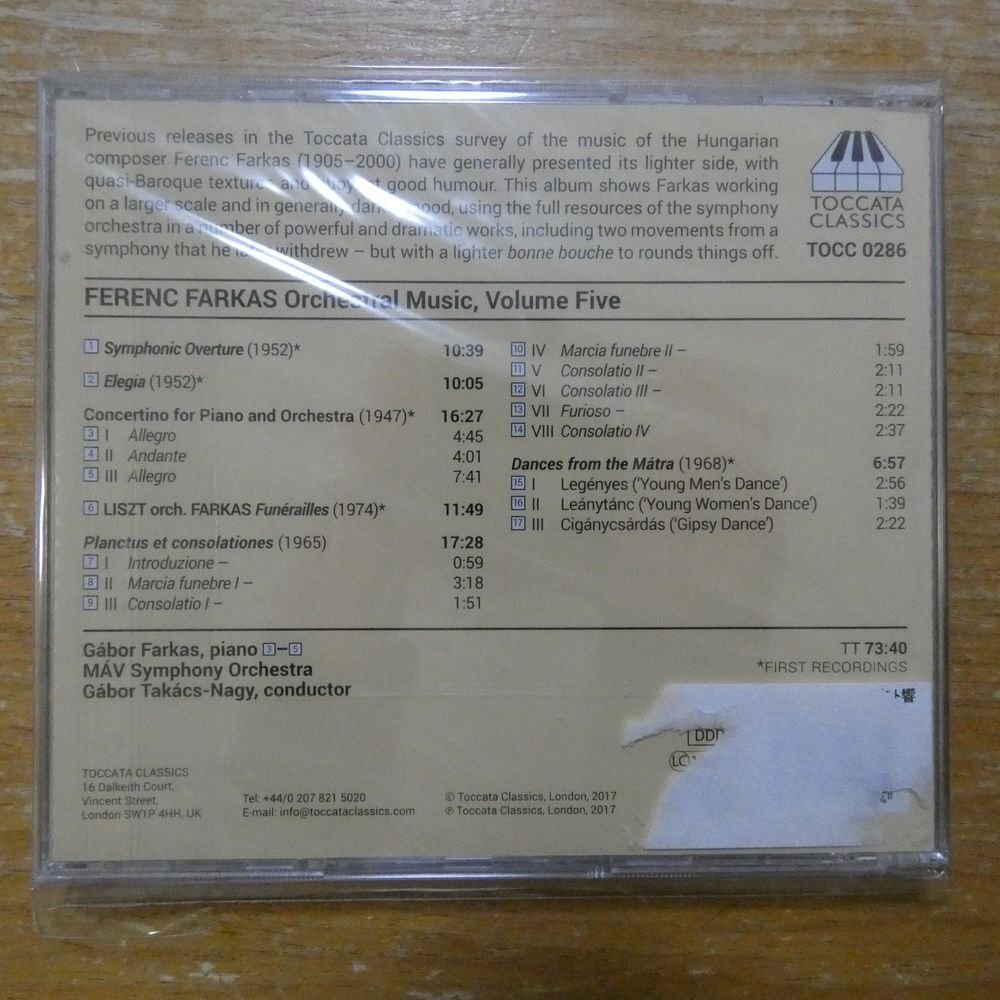 Previous releases in the Toccata Classics survey of the music of the Hungarian
composer Ferenc Farkas (1905–2000) have generally presented its lighter side, with
quasi-Baroque textures and good humour. This album shows Farkas working
on a larger scale and in generally mood, using the full resources of the symphony
orchestra in a number of powerful and dramatic works, including two movements from a
symphony that he later withdrew – but with a lighter bonne bouche to rounds things off.
TOCCATA
CLASSICS
TOCC 0286
FERENC FARKAS Orchestral Music, Volume Five
1 Symphonic Overture (1952)* 10:39
2 Elegia (1952)* 10:05
Concertino for Piano and Orchestra (1947)* 16:27
3 I Allegro 4:45
4 II Andante 4:01
5 III Allegro 7:41
6 LISZT orch. FARKAS Funérailles (1974)* 11:49
Planctus et consolationes (1965) 17:28
7 I Introduzione – 0:59
8 II Marcia funebre I – 3:18
9 III Consolatio I – 1:51
10 IV Marcia funebre II – 1:59
11 V Consolatio II – 2:11
12 VI Consolatio III – 2:11
13 VII Furioso – 2:22
14 VIII Consolatio IV 2:37
Dances from the Mátra (1968)* 6:57
15 I Legényes ('Young Men's Dance') 2:56
16 II Leánytánc ('Young Women's Dance') 1:39
17 III Cigánycsárdás ('Gipsy Dance') 2:22
Gábor Farkas, piano 3–5
MÁV Symphony Orchestra
Gábor Takács-Nagy, conductor
TT 73:40
*FIRST RECORDINGS
ト響
DDD
LC
TOCCATA CLASSICS
16 Dalkeith Court,
Vincent Street,
London SW1P 4HH, UK
Tel: +44/0 207 821 5020
E-mail: info@toccataclassics.com
© Toccata Classics, London, 2017
℗ Toccata Classics, London, 2017